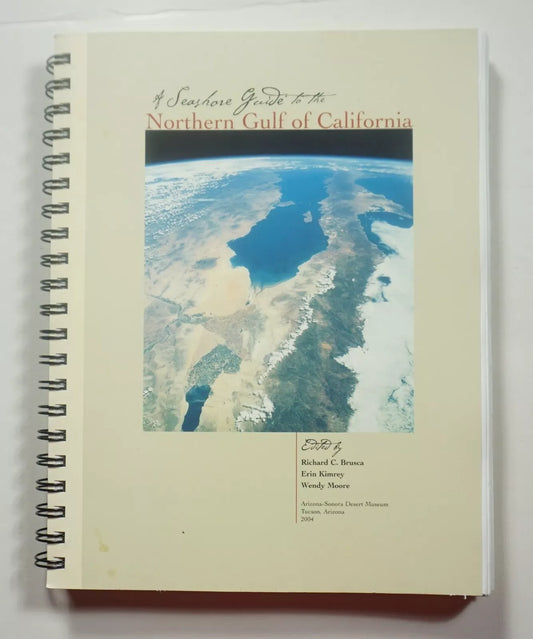 A Seashore Guide to the
Northern Gulf of California
Edited by
Richard C. Brusca
Erin Kimrey
Wendy Moore
Arizona-Sonora Desert Museum
Tucson, Arizona
2004